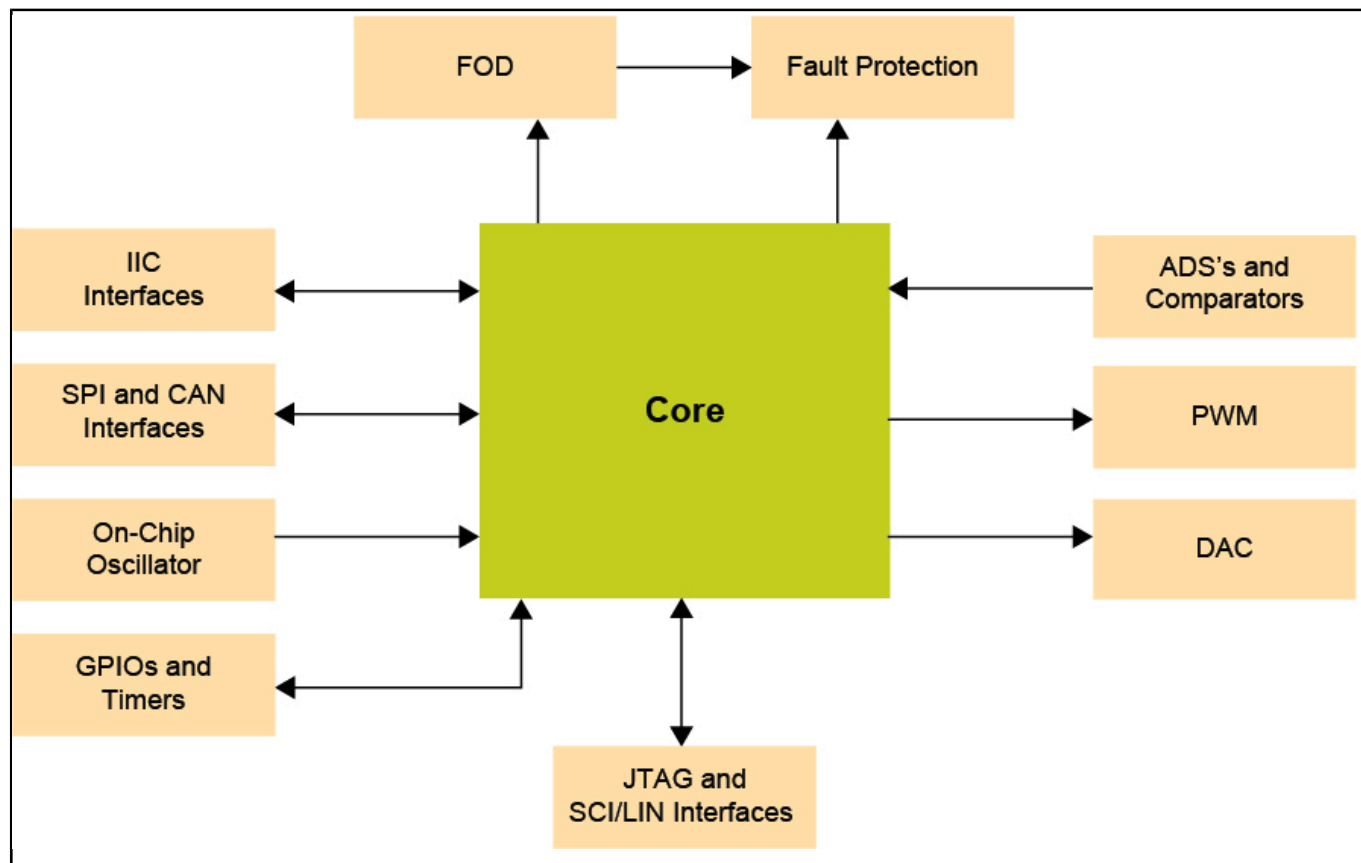 FOD
Fault Protection
IIC
Interfaces
ADS's and
Comparators
SPI and CAN
Interfaces
Core
PWM
On-Chip
Oscillator
DAC
GPIOs and
Timers
JTAG and
SCI/LIN Interfaces